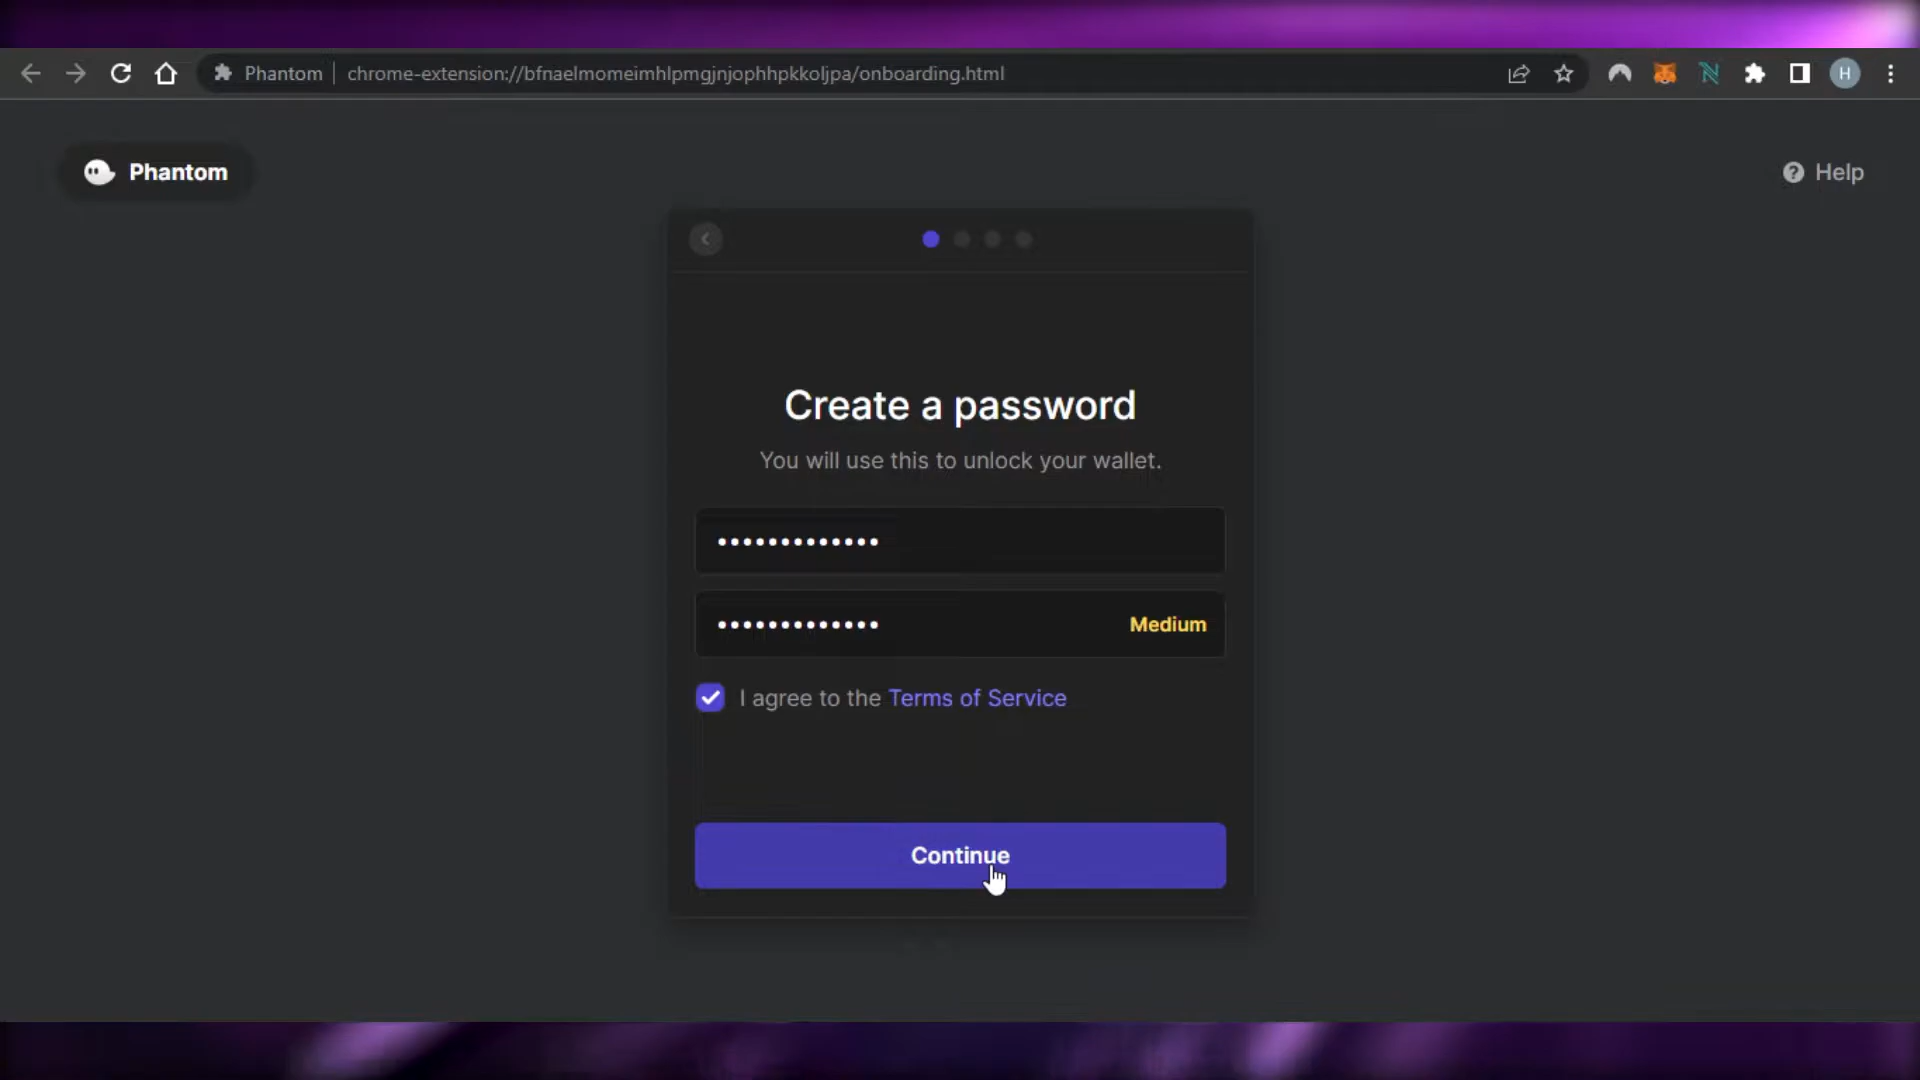 Phantom
chrome-extension://bfnaelmomeimhlpmgjnjophhpkkoljpa/onboarding.html
H
Phantom
Help
Create a password
You will use this to unlock your wallet.
Medium
I agree to the Terms of Service
Continue